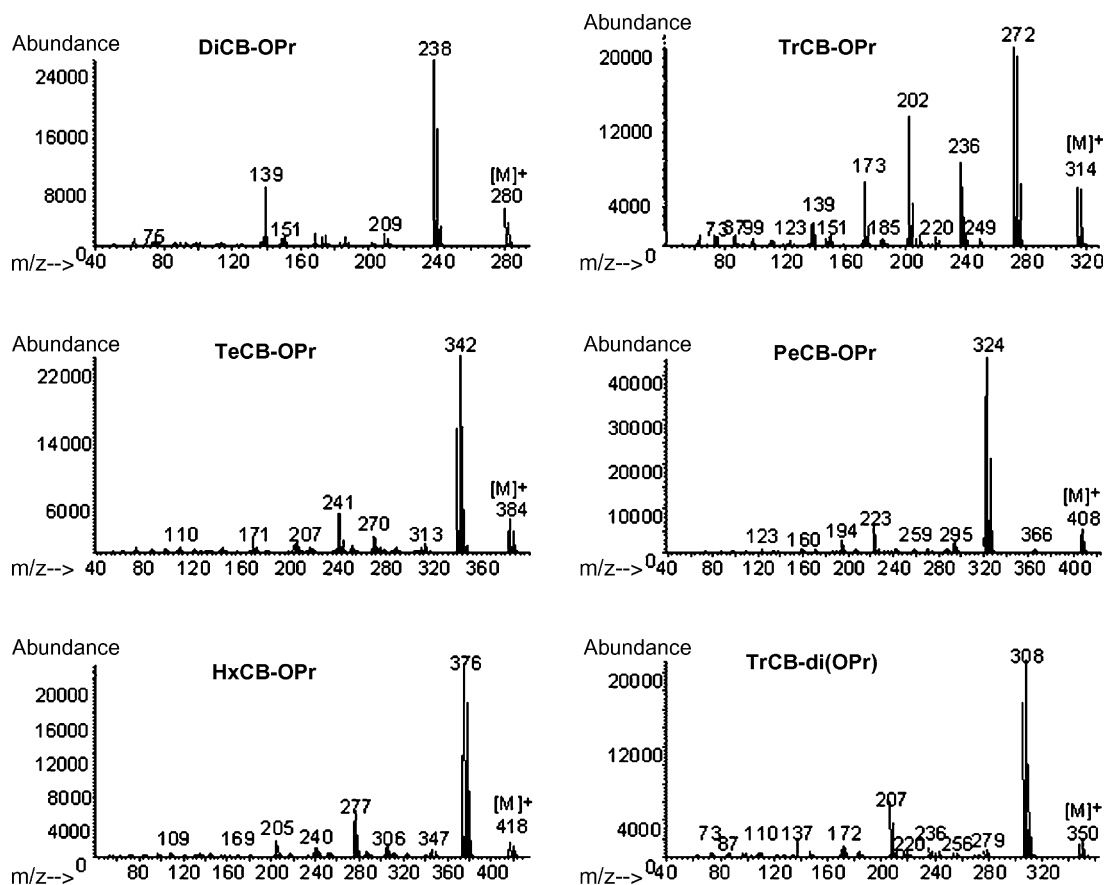 Abundance
DiCB-OPr
238
24000
16000
[M]+
139
280
8000
75
151
209
0
m/z-->
40 80 120 160 200 240 280
Abundance
TrCB-OPr
272
20000
202
12000
[M]+
236
173
314
139
4000
73 87 99 123 151 185 220 249
0
m/z-->
80 120 160 200 240 280 320
Abundance
TeCB-OPr
342
22000
14000
[M]+
241
384
6000
270
110 171 207 313
m/z-->
40 80 120 160 200 240 280 320 360
Abundance
PeCB-OPr
324
40000
30000
20000
[M]+
10000
408
223
194
123 160 259 295 366
0
m/z-->
40 80 120 160 200 240 280 320 360 400
Abundance
HxCB-OPr
376
20000
16000
12000
8000
[M]+
277
418
4000
205
240
109 169 306 347
0
m/z-->
80 120 160 200 240 280 320 360 400
Abundance
TrCB-di(OPr)
308
20000
12000
207
[M]+
4000
73 110 137 172 236 350
87 220 256 279
0
m/z-->
40 80 120 160 200 240 280 320